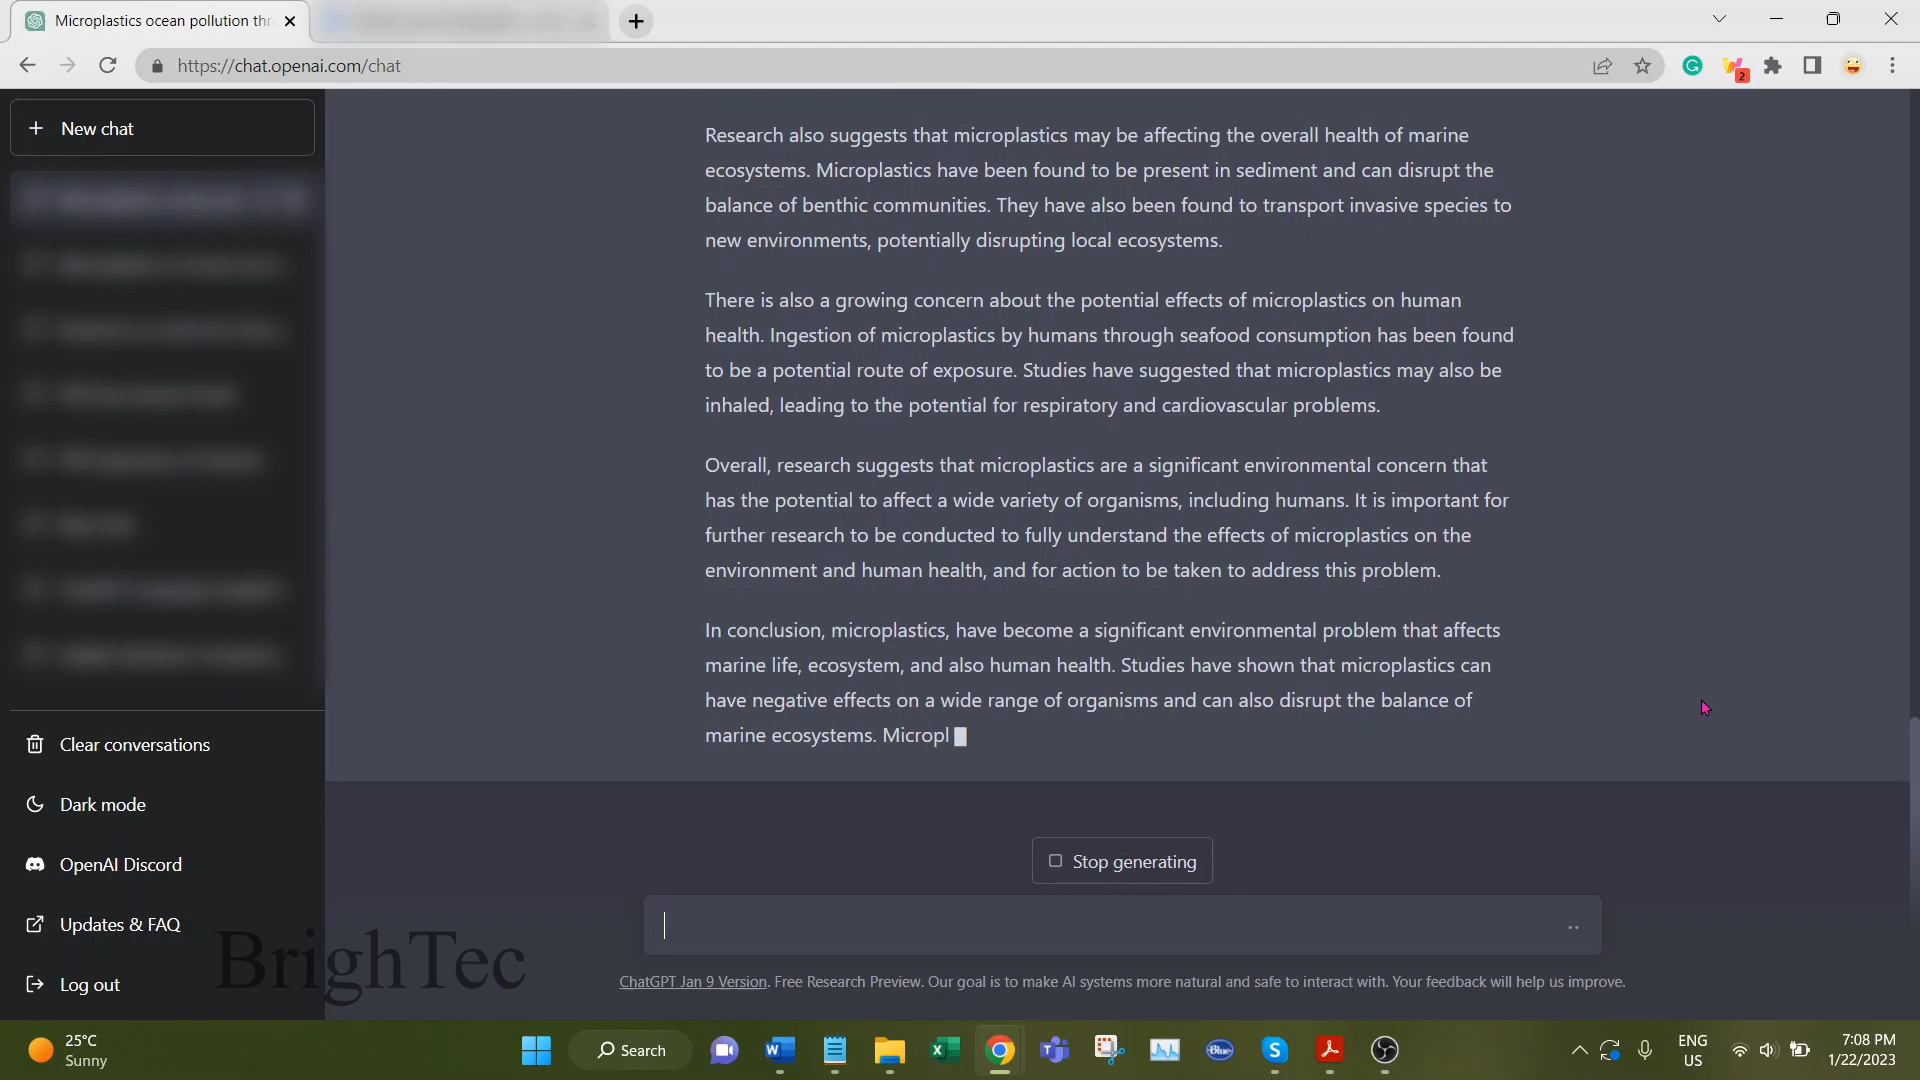 Microplastics ocean pollution thr
https://chat.openai.com/chat
2
New chat
Research also suggests that microplastics may be affecting the overall health of marine
ecosystems. Microplastics have been found to be present in sediment and can disrupt the
balance of benthic communities. They have also been found to transport invasive species to
new environments, potentially disrupting local ecosystems.
There is also a growing concern about the potential effects of microplastics on human
health. Ingestion of microplastics by humans through seafood consumption has been found
to be a potential route of exposure. Studies have suggested that microplastics may also be
inhaled, leading to the potential for respiratory and cardiovascular problems.
Overall, research suggests that microplastics are a significant environmental concern that
has the potential to affect a wide variety of organisms, including humans. It is important for
further research to be conducted to fully understand the effects of microplastics on the
environment and human health, and for action to be taken to address this problem.
In conclusion, microplastics, have become a significant environmental problem that affects
marine life, ecosystem, and also human health. Studies have shown that microplastics can
have negative effects on a wide range of organisms and can also disrupt the balance of
marine ecosystems. Micropl
Clear conversations
Dark mode
OpenAI Discord
Updates & FAQ
Log out
BrighTec
Stop generating
ChatGPT Jan 9 Version. Free Research Preview. Our goal is to make AI systems more natural and safe to interact with. Your feedback will help us improve.
25°C
Sunny
Search
Blue
ENG
US
7:08 PM
1/22/2023